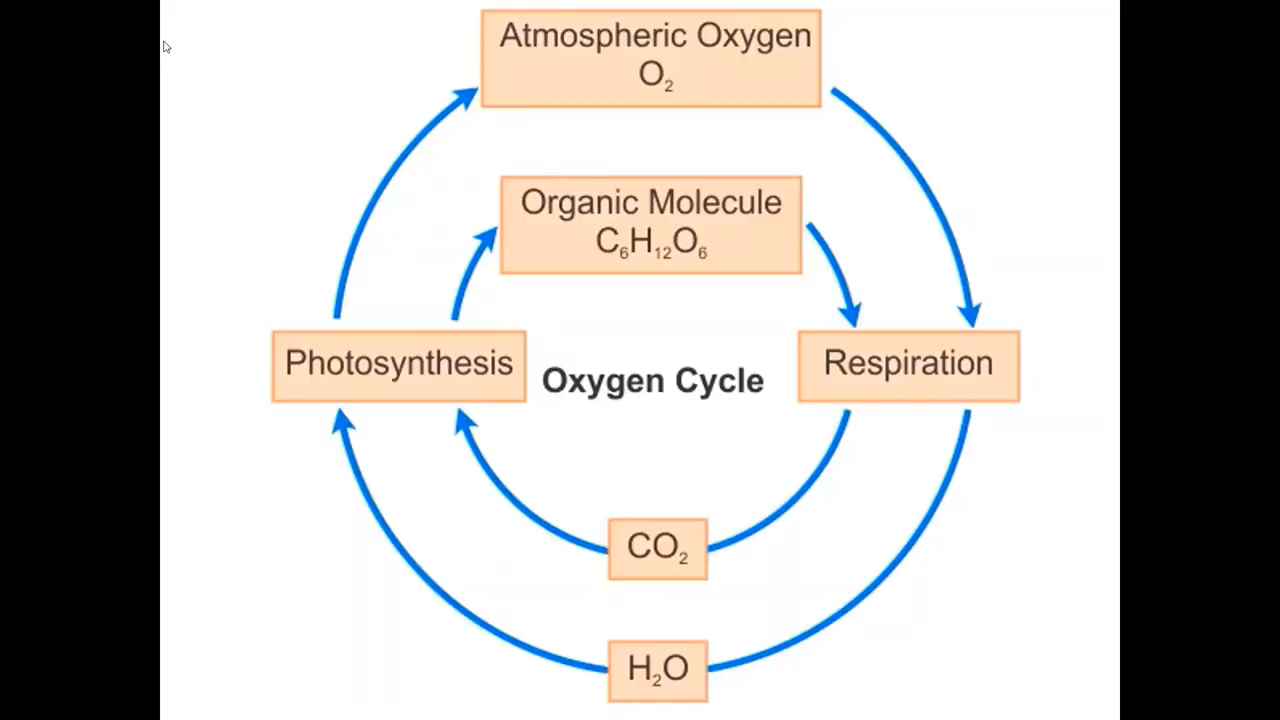 Atmospheric Oxygen
O₂
Organic Molecule
C₆H₁₂O₆
Photosynthesis
Oxygen Cycle
Respiration
CO₂
H₂O